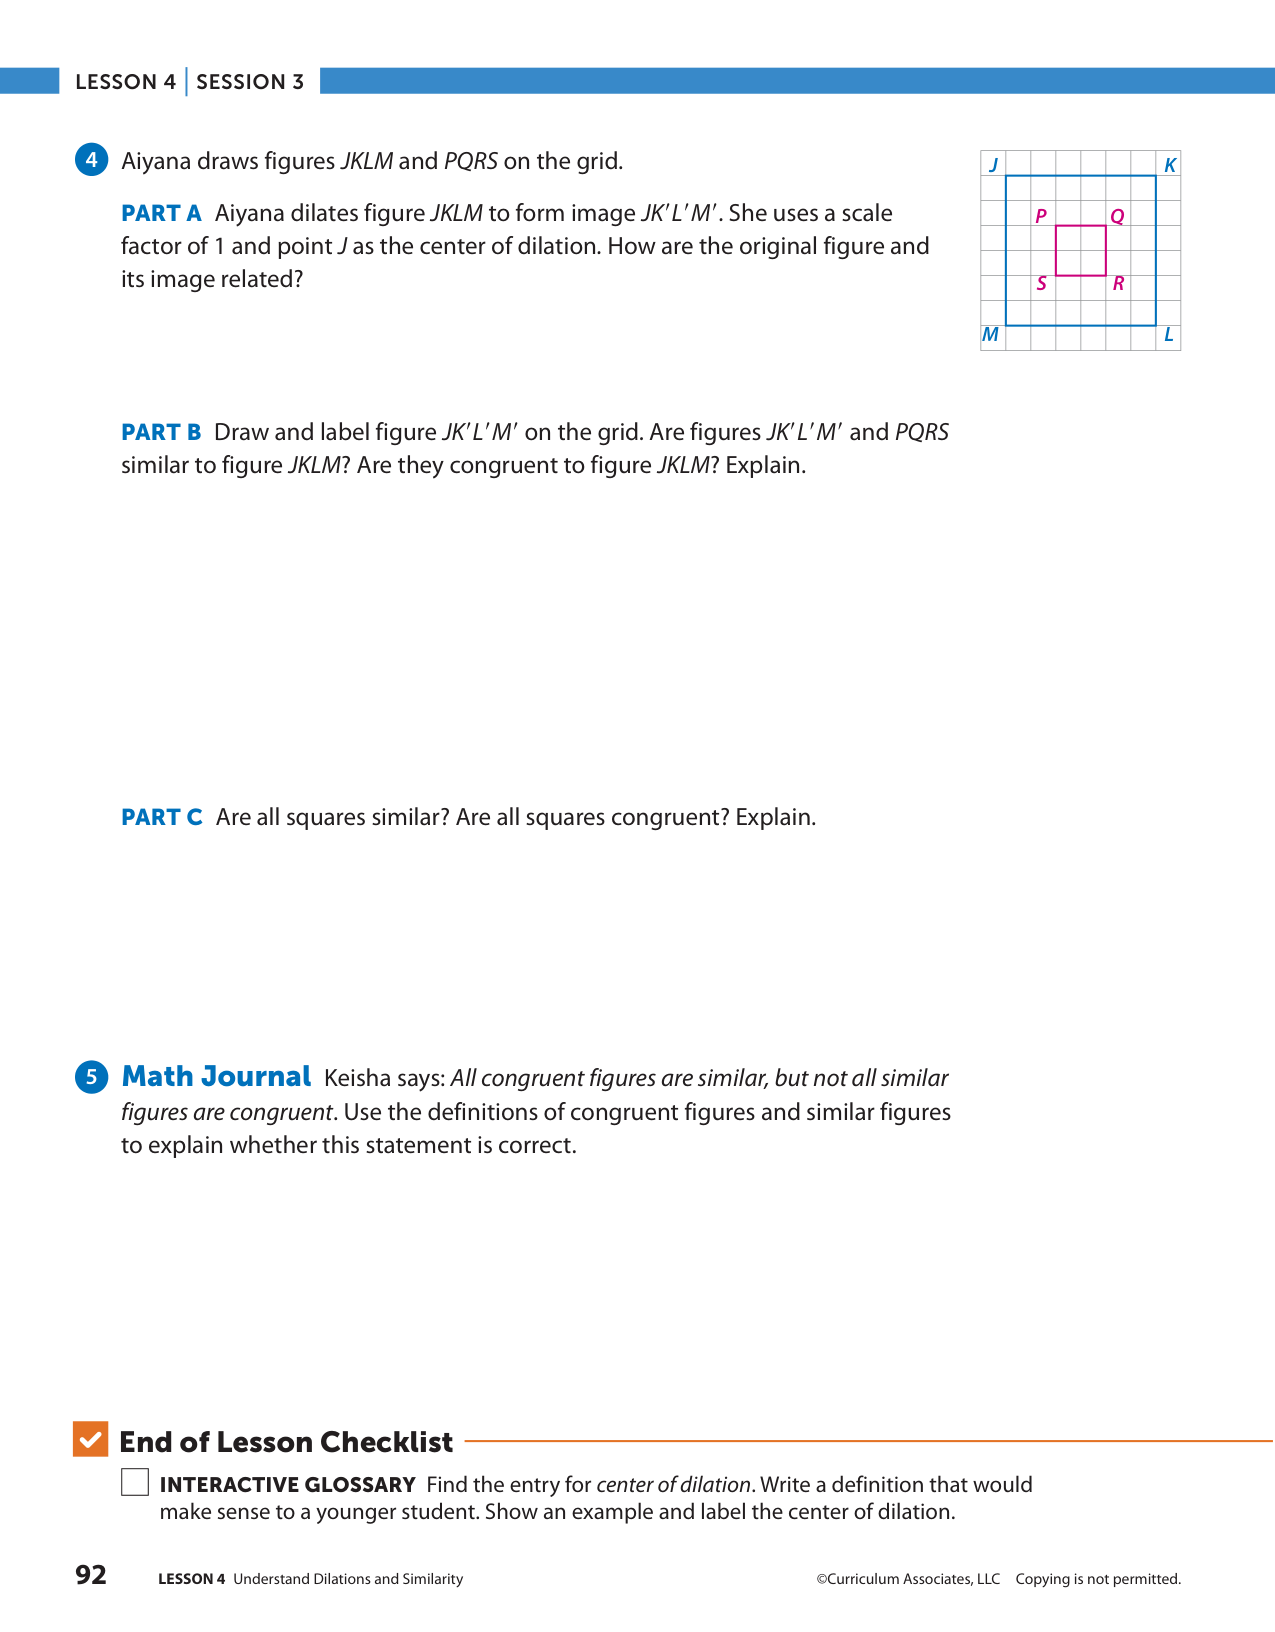 LESSON 4 | SESSION 3
4 Aiyana draws figures JKLM and PQRS on the grid.
PART A Aiyana dilates figure JKLM to form image JK′L′M′. She uses a scale
factor of 1 and point J as the center of dilation. How are the original figure and
its image related?
J K
P Q
S R
M L
PART B Draw and label figure JK′L′M′ on the grid. Are figures JK′L′M′ and PQRS
similar to figure JKLM? Are they congruent to figure JKLM? Explain.
PART C Are all squares similar? Are all squares congruent? Explain.
5 Math Journal Keisha says: All congruent figures are similar, but not all similar
figures are congruent. Use the definitions of congruent figures and similar figures
to explain whether this statement is correct.
End of Lesson Checklist
INTERACTIVE GLOSSARY Find the entry for center of dilation. Write a definition that would
make sense to a younger student. Show an example and label the center of dilation.
92 LESSON 4 Understand Dilations and Similarity ©Curriculum Associates, LLC Copying is not permitted.